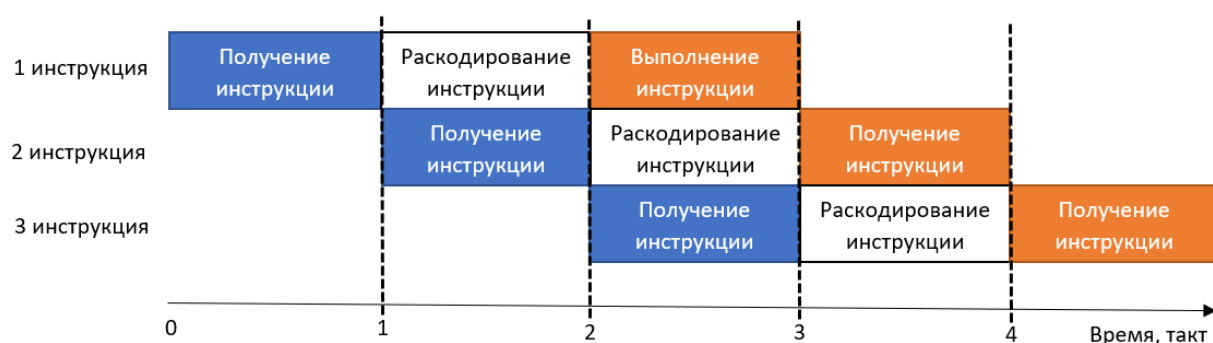 1 инструкция
Получение
инструкции
Раскодирование
инструкции
Выполнение
инструкции
2 инструкция
Получение
инструкции
Раскодирование
инструкции
Получение
инструкции
3 инструкция
Получение
инструкции
Раскодирование
инструкции
Получение
инструкции
0 1 2 3 4 Время, такт